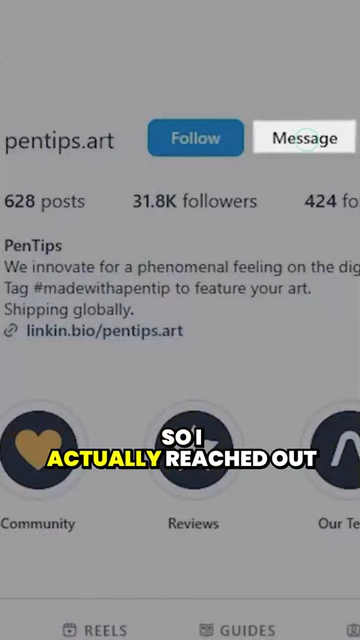 pentips.art Follow Message
628 posts 31.8K followers 424 fo
PenTips
We innovate for a phenomenal feeling on the dig
Tag #madewithapentip to feature your art.
Shipping globally.
linkin.bio/pentips.art
SO I
ACTUALLY REACHED OUT
Community Reviews Our Te
REELS GUIDES